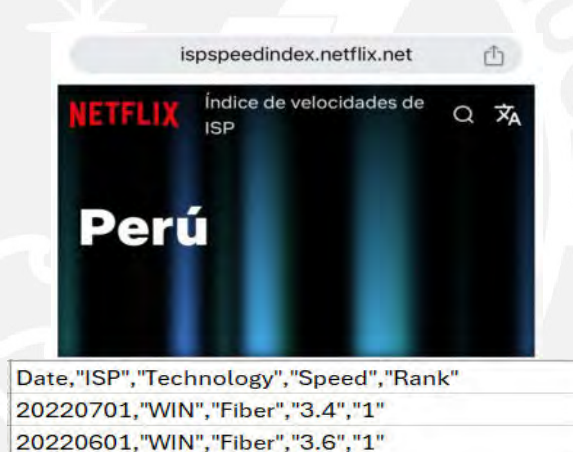 ispspeedindex.netflix.net
NETFLIX
Índice de velocidades de
ISP
Perú
Date,"ISP","Technology","Speed","Rank"
20220701,"WIN","Fiber","3.4","1"
20220601,"WIN","Fiber","3.6","1"